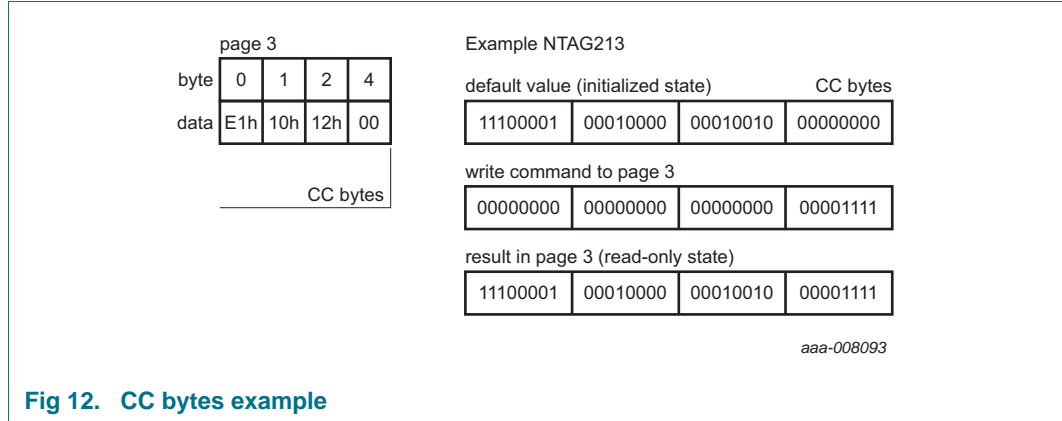 page 3
byte 0 1 2 4
data E1h 10h 12h 00
CC bytes
Example NTAG213
default value (initialized state) CC bytes
11100001 00010000 00010010 00000000
write command to page 3
00000000 00000000 00000000 00001111
result in page 3 (read-only state)
11100001 00010000 00010010 00001111
aaa-008093
Fig 12. CC bytes example